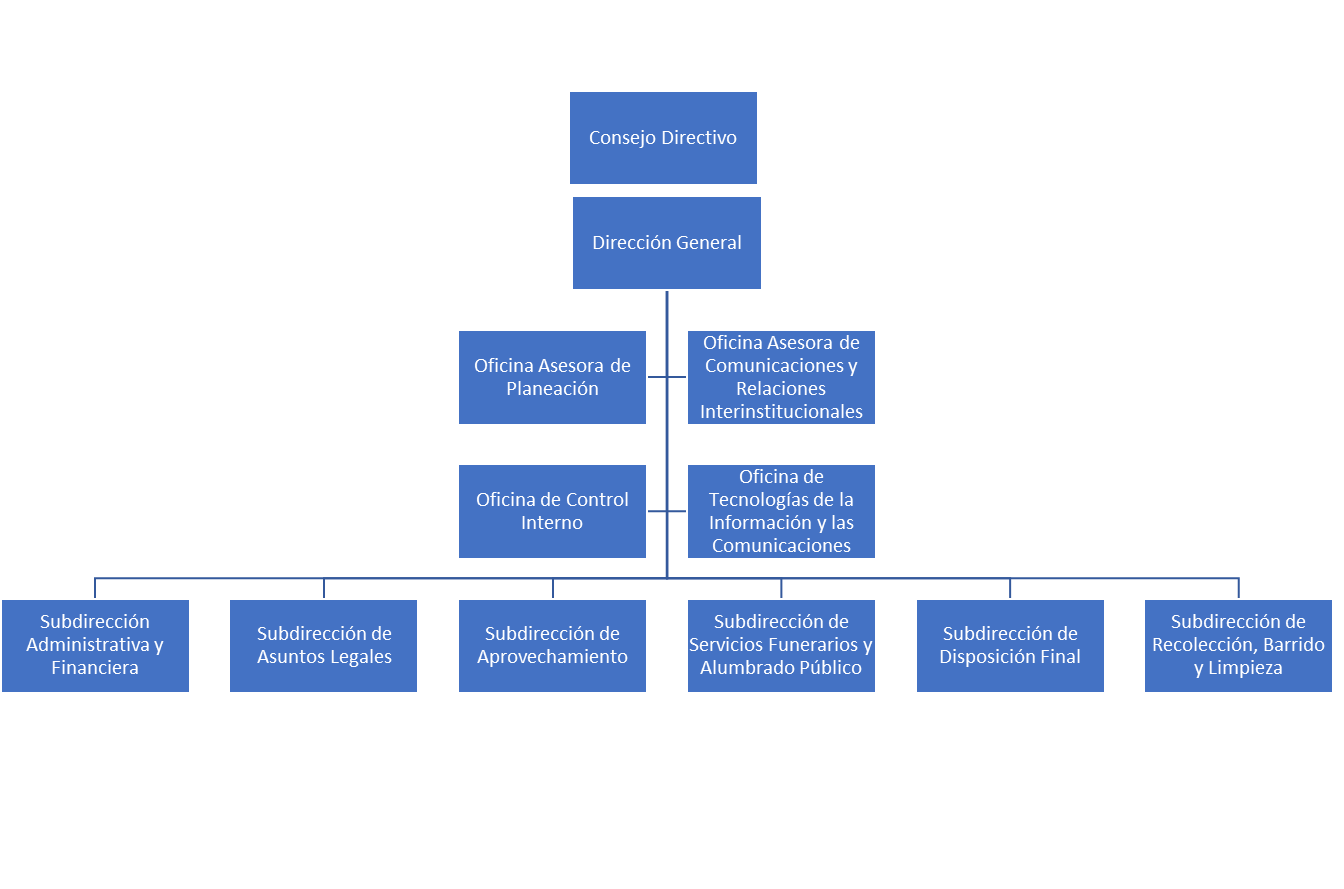 Consejo Directivo
Dirección General
Oficina Asesora de
Planeación
Oficina Asesora de
Comunicaciones y
Relaciones
Interinstitucionales
Oficina de Control
Interno
Oficina de
Tecnologías de la
Información y las
Comunicaciones
Subdirección
Administrativa y
Financiera
Subdirección de
Asuntos Legales
Subdirección de
Aprovechamiento
Subdirección de
Servicios Funerarios y
Alumbrado Público
Subdirección de
Disposición Final
Subdirección de
Recolección, Barrido
y Limpieza